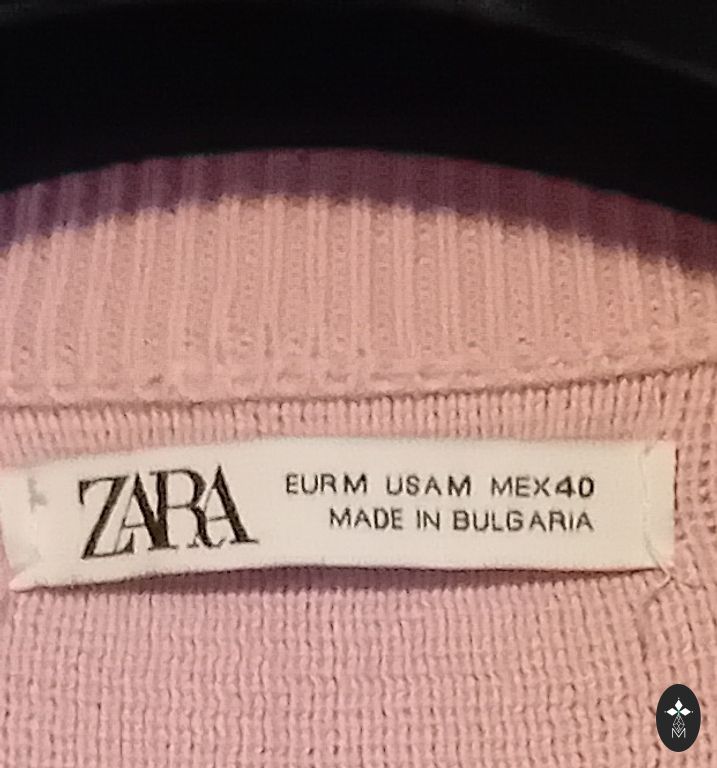 ZARA
EUR M USA M MEX 40
MADE IN BULGARIA
M